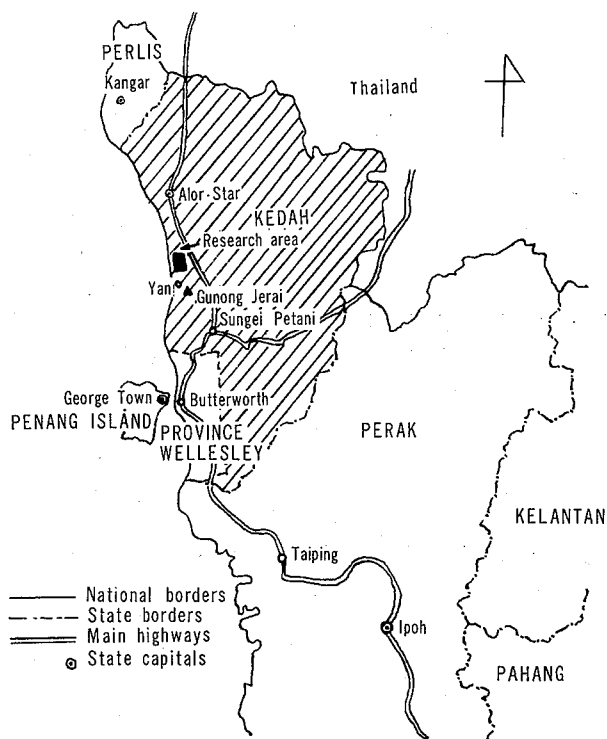 PERLIS
Kangar
Thailand
Alor-Star
KEDAH
Research area
Yan
Gunong Jerai
Sungei Petani
George Town
Butterworth
PENANG ISLAND
PROVINCE
WELLESLEY
PERAK
KELANTAN
Taiping
National borders
State borders
Main highways
State capitals
Ipoh
PAHANG